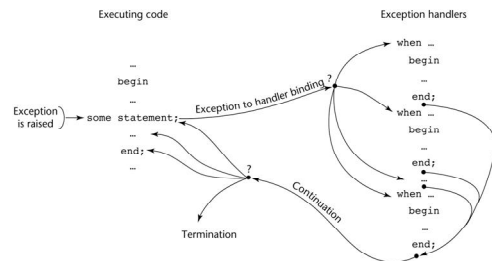 Executing code
Exception handlers
…
begin
…
Exception
is raised
some statement;
…
end;
…
Exception to handler binding
?
when …
begin
…
end;
when …
begin
…
end;
…
when …
begin
…
end;
?
Continuation
Termination